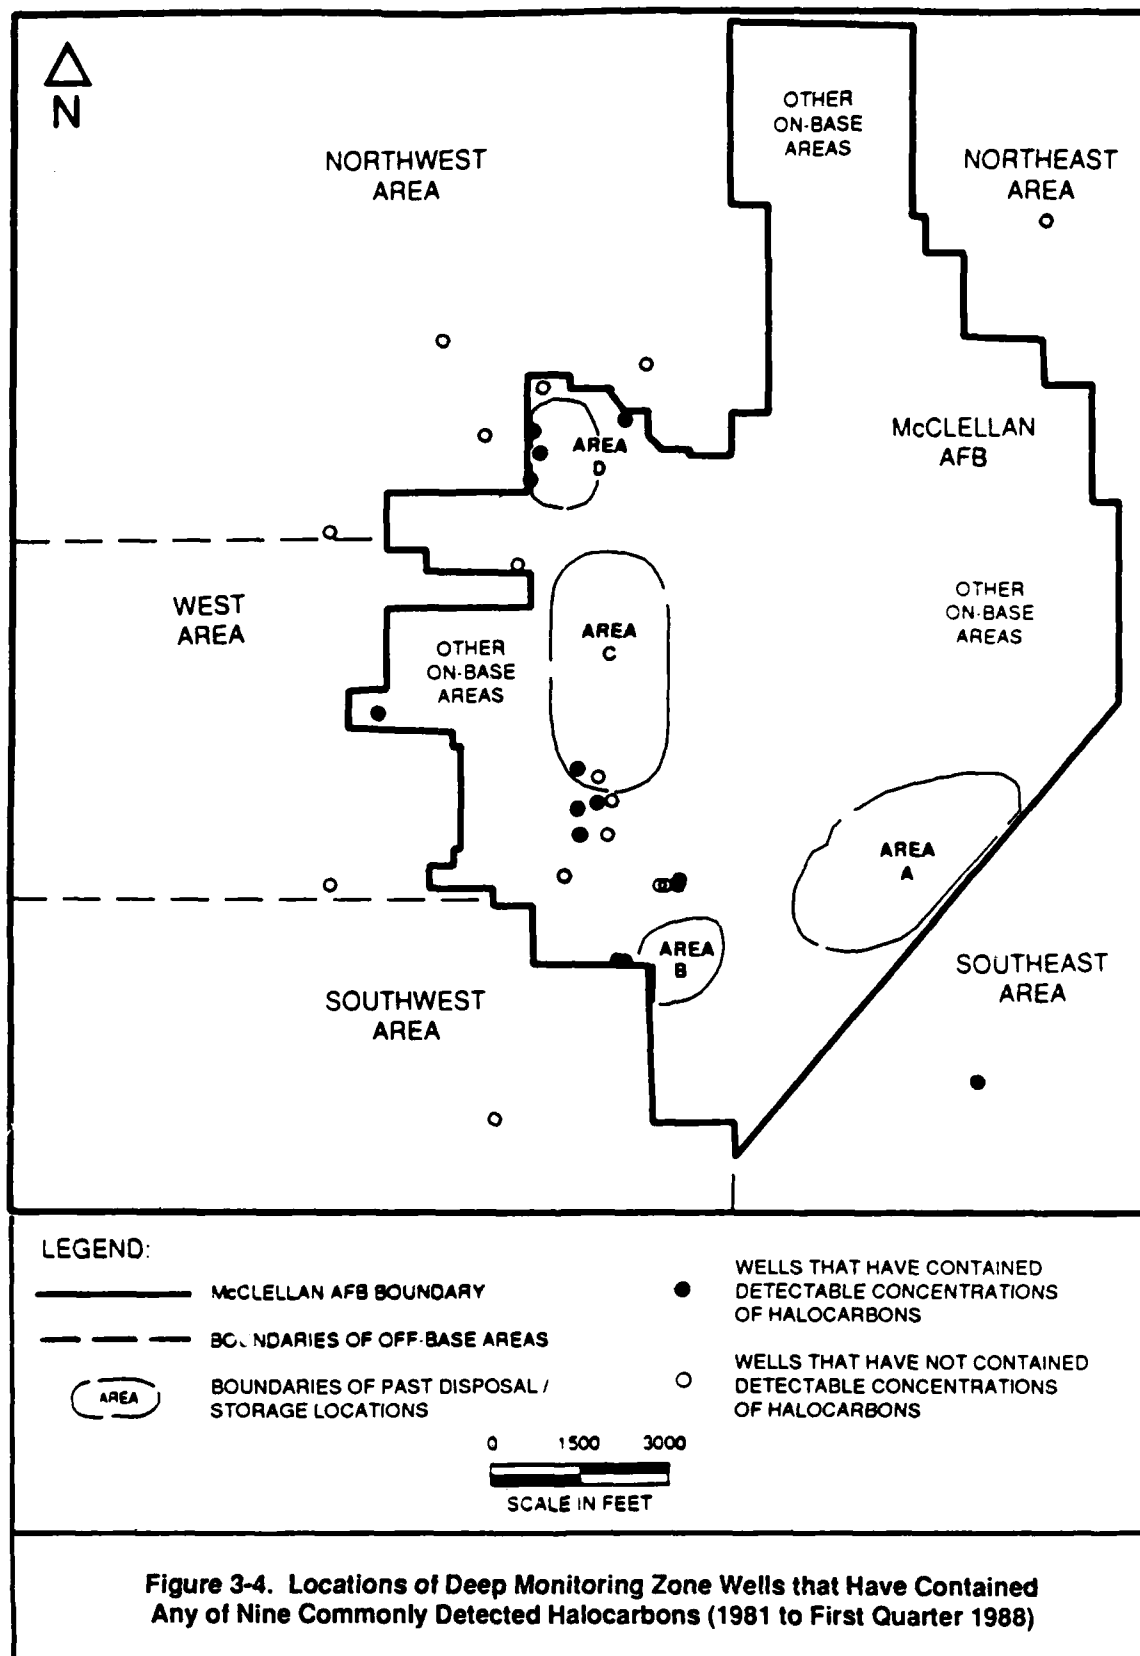 N
NORTHWEST
AREA
OTHER
ON-BASE
AREAS
NORTHEAST
AREA
McCLELLAN
AFB
AREA
D
WEST
AREA
OTHER
ON-BASE
AREAS
AREA
C
OTHER
ON-BASE
AREAS
AREA
A
AREA
B
SOUTHWEST
AREA
SOUTHEAST
AREA
LEGEND:
McCLELLAN AFB BOUNDARY
BOUNDARIES OF OFF-BASE AREAS
AREA
BOUNDARIES OF PAST DISPOSAL /
STORAGE LOCATIONS
WELLS THAT HAVE CONTAINED
DETECTABLE CONCENTRATIONS
OF HALOCARBONS
WELLS THAT HAVE NOT CONTAINED
DETECTABLE CONCENTRATIONS
OF HALOCARBONS
0 1500 3000
SCALE IN FEET
Figure 3-4. Locations of Deep Monitoring Zone Wells that Have Contained
Any of Nine Commonly Detected Halocarbons (1981 to First Quarter 1988)